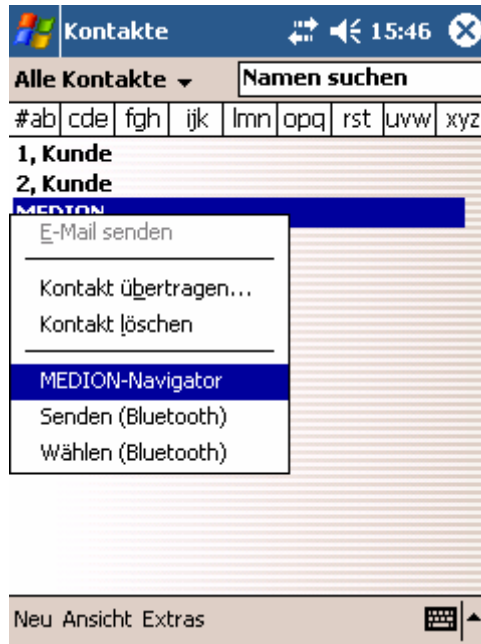 Kontakte 15:46
Alle Kontakte Namen suchen
#ab cde fgh ijk lmn opq rst uvw xyz
1, Kunde
2, Kunde
MEDION
E-Mail senden
Kontakt übertragen...
Kontakt löschen
MEDION-Navigator
Senden (Bluetooth)
Wählen (Bluetooth)
Neu Ansicht Extras